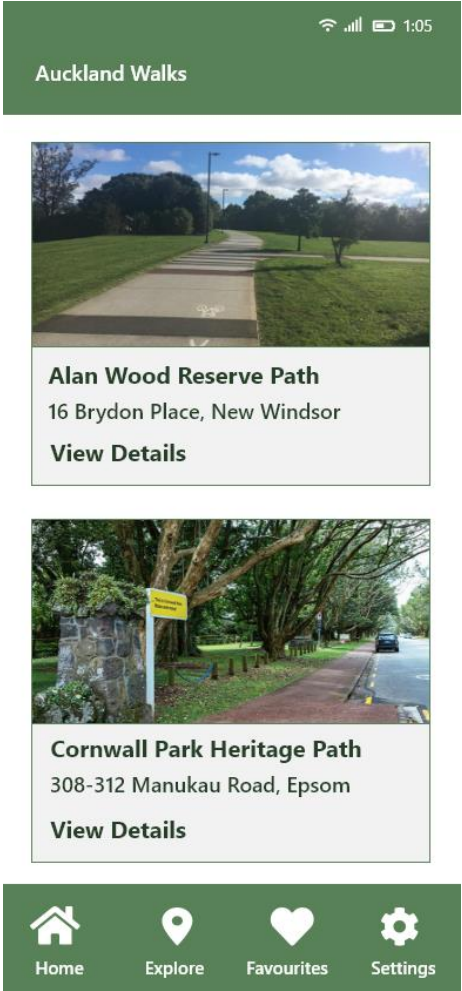 1:05
Auckland Walks
Alan Wood Reserve Path
16 Brydon Place, New Windsor
View Details
Cornwall Park Heritage Path
308-312 Manukau Road, Epsom
View Details
Home Explore Favourites Settings